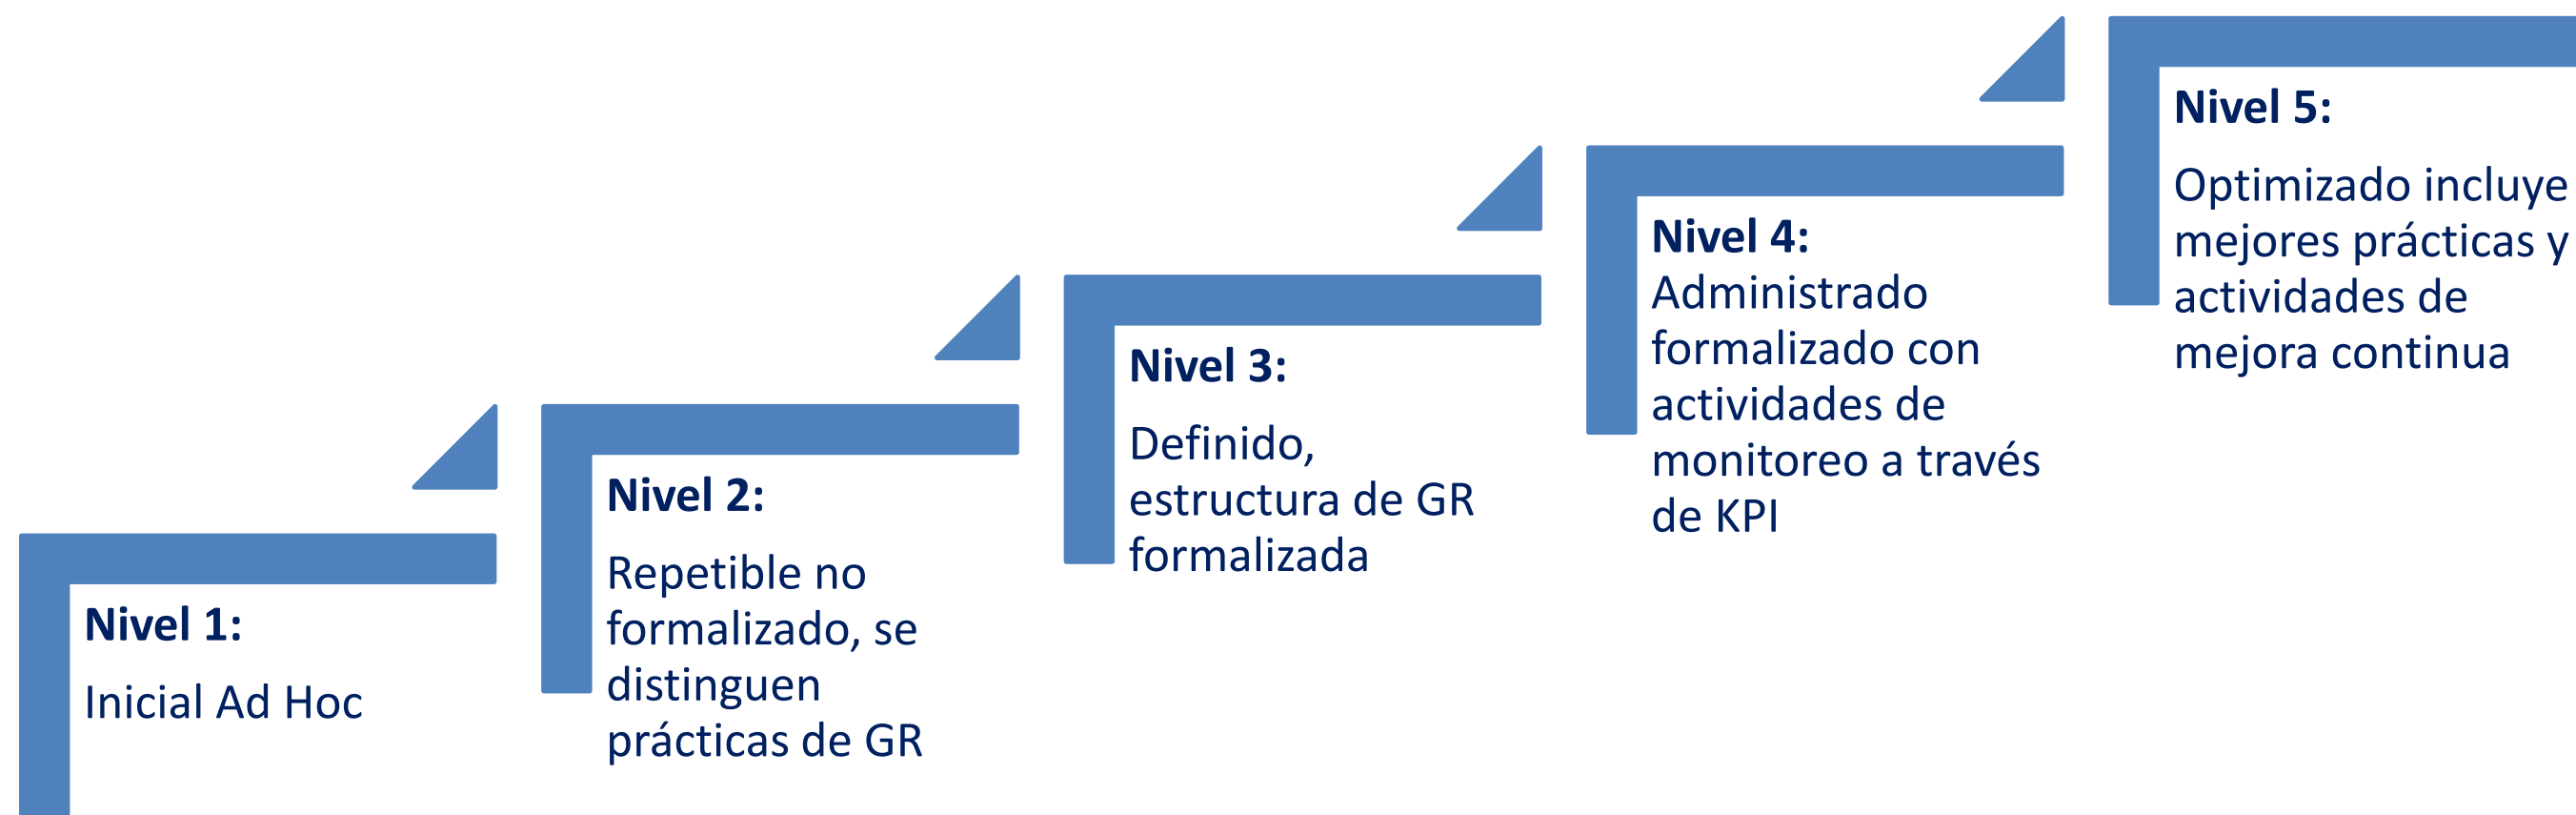 Nivel 1:
Inicial Ad Hoc
Nivel 2:
Repetible no
formalizado, se
distinguen
prácticas de GR
Nivel 3:
Definido,
estructura de GR
formalizada
Nivel 4:
Administrado
formalizado con
actividades de
monitoreo a través
de KPI
Nivel 5:
Optimizado incluye
mejores prácticas y
actividades de
mejora continua